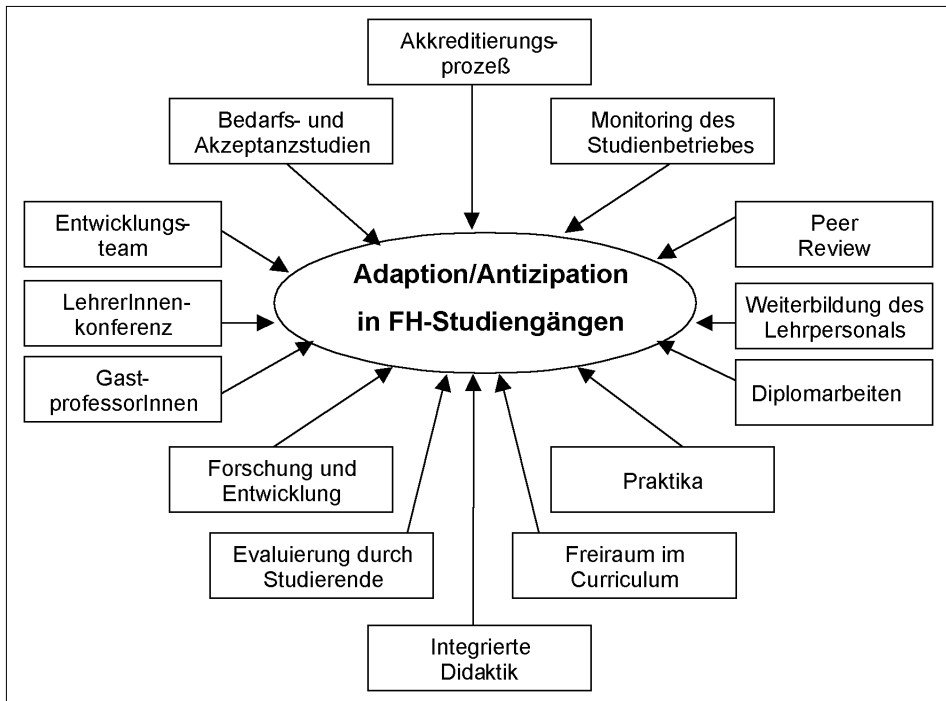 Akkreditierungs-
prozeß
Bedarfs- und
Akzeptanzstudien
Monitoring des
Studienbetriebes
Entwicklungs-
team
Peer
Review
Adaption/Antizipation
in FH-Studiengängen
LehrerInnen-
konferenz
Weiterbildung des
Lehrpersonals
Gast-
professorInnen
Diplomarbeiten
Forschung und
Entwicklung
Praktika
Evaluierung durch
Studierende
Freiraum im
Curriculum
Integrierte
Didaktik